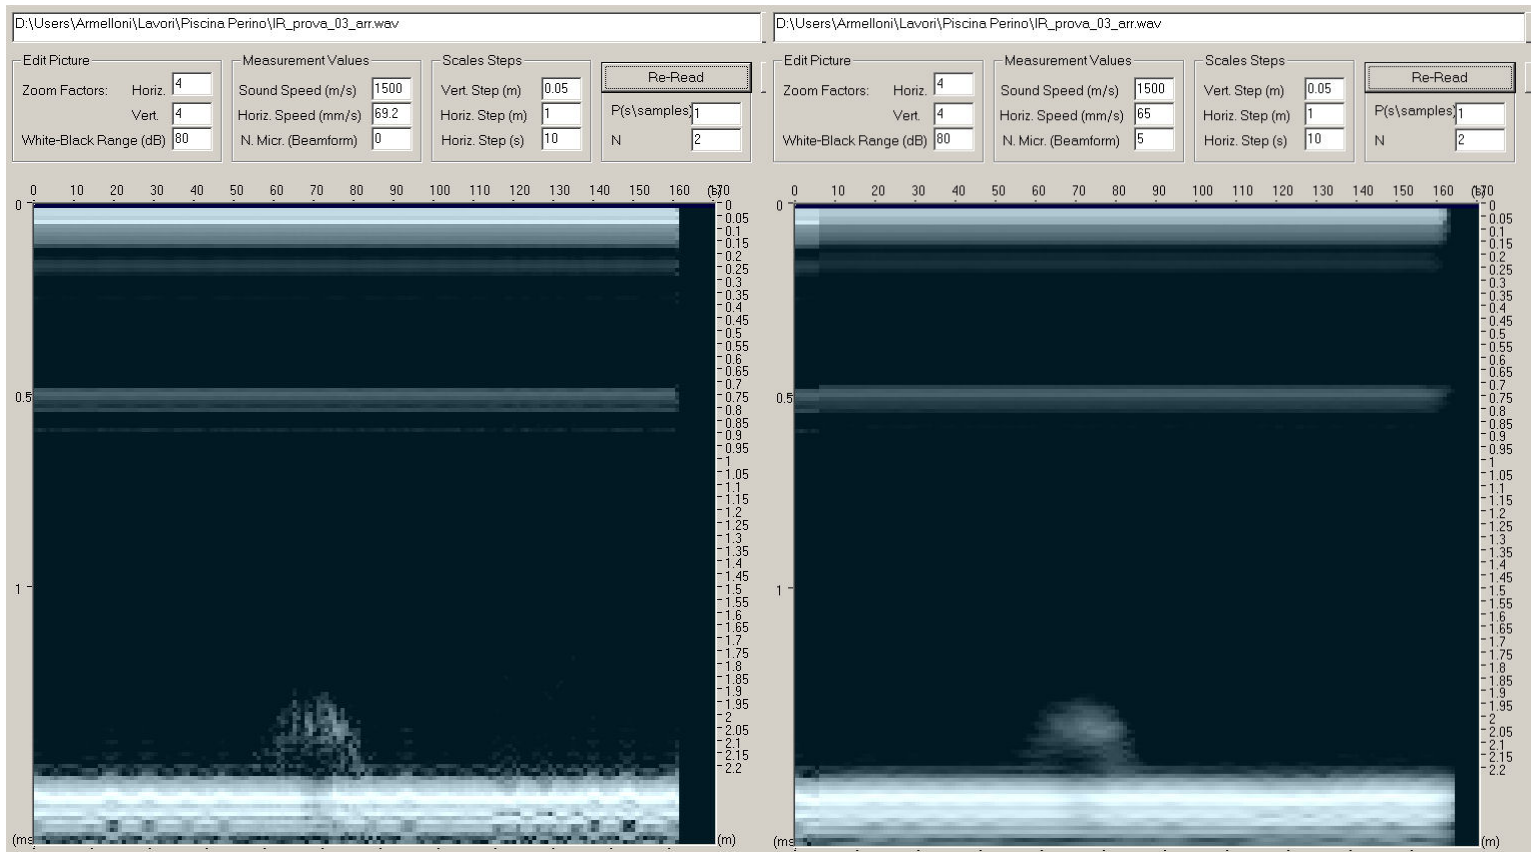 D:\Users\Armelloni\Lavori\Piscina Perino\IR_prova_03_arr.wav
Edit Picture
Zoom Factors: Horiz. 4
Vert. 4
White-Black Range (dB) 80
Measurement Values
Sound Speed (m/s) 1500
Horiz. Speed (mm/s) 69.2
N. Micr. (Beamform) 0
Scales Steps
Vert. Step (m) 0.05
Horiz. Step (m) 1
Horiz. Step (s) 10
Re-Read
P(s\samples) 1
N 2
0 10 20 30 40 50 60 70 80 90 100 110 120 130 140 150 160 (s) 170
0
0.5
1
(ms
0
0.05
0.1
0.15
0.2
0.25
0.3
0.35
0.4
0.45
0.5
0.55
0.6
0.65
0.7
0.75
0.8
0.85
0.9
0.95
1
1.05
1.1
1.15
1.2
1.25
1.3
1.35
1.4
1.45
1.5
1.55
1.6
1.65
1.7
1.75
1.8
1.85
1.9
1.95
2
2.05
2.1
2.15
2.2
(m)
D:\Users\Armelloni\Lavori\Piscina Perino\IR_prova_03_arr.wav
Edit Picture
Zoom Factors: Horiz. 4
Vert. 4
White-Black Range (dB) 80
Measurement Values
Sound Speed (m/s) 1500
Horiz. Speed (mm/s) 65
N. Micr. (Beamform) 5
Scales Steps
Vert. Step (m) 0.05
Horiz. Step (m) 1
Horiz. Step (s) 10
Re-Read
P(s\samples) 1
N 2
0 10 20 30 40 50 60 70 80 90 100 110 120 130 140 150 160 (s) 170
0
0.5
1
(ms
0
0.05
0.1
0.15
0.2
0.25
0.3
0.35
0.4
0.45
0.5
0.55
0.6
0.65
0.7
0.75
0.8
0.85
0.9
0.95
1
1.05
1.1
1.15
1.2
1.25
1.3
1.35
1.4
1.45
1.5
1.55
1.6
1.65
1.7
1.75
1.8
1.85
1.9
1.95
2
2.05
2.1
2.15
2.2
(m)